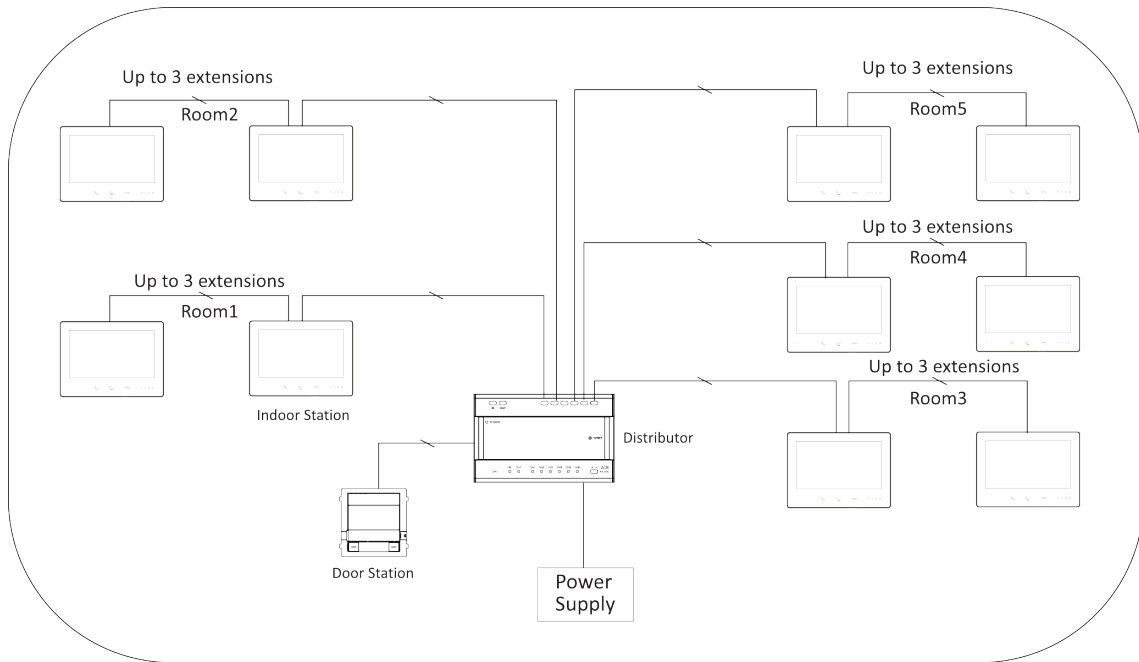 Up to 3 extensions
Room2
Up to 3 extensions
Room5
Up to 3 extensions
Room4
Up to 3 extensions
Room1
Indoor Station
Up to 3 extensions
Room3
Distributor
Door Station
Power
Supply